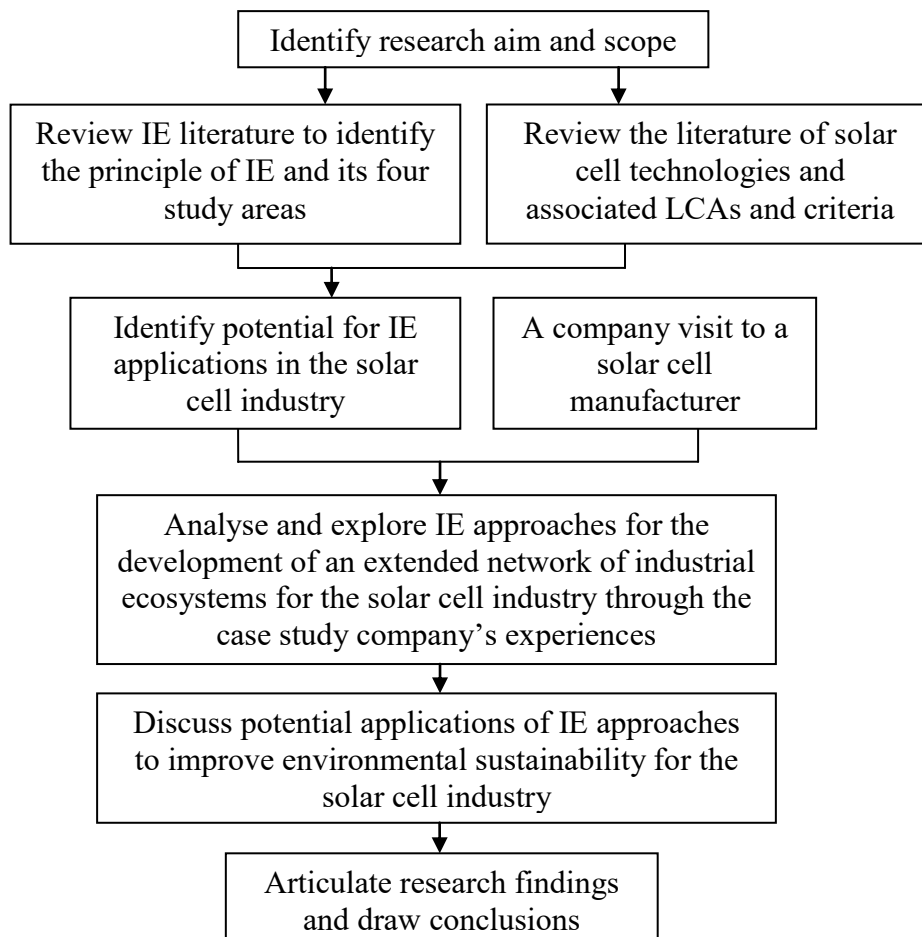 Identify research aim and scope
Review IE literature to identify
the principle of IE and its four
study areas
Review the literature of solar
cell technologies and
associated LCAs and criteria
Identify potential for IE
applications in the solar
cell industry
A company visit to a
solar cell
manufacturer
Analyse and explore IE approaches for the
development of an extended network of industrial
ecosystems for the solar cell industry through the
case study company’s experiences
Discuss potential applications of IE approaches
to improve environmental sustainability for the
solar cell industry
Articulate research findings
and draw conclusions